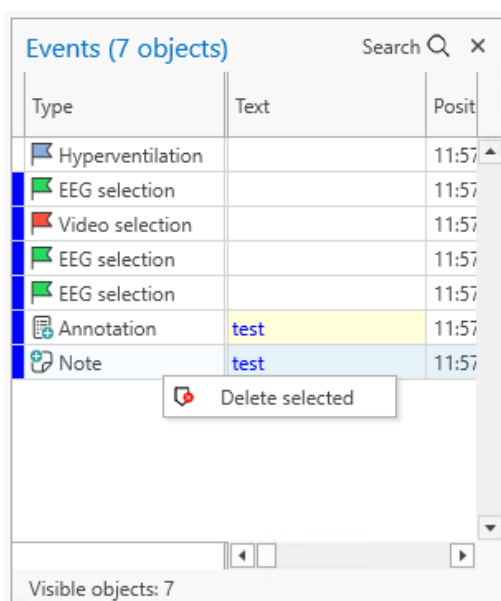 Events (7 objects) Search
Type Text Posit
Hyperventilation 11:57
EEG selection 11:57
Video selection 11:57
EEG selection 11:57
EEG selection 11:57
Annotation test 11:57
Note test 11:57
Delete selected
Visible objects: 7